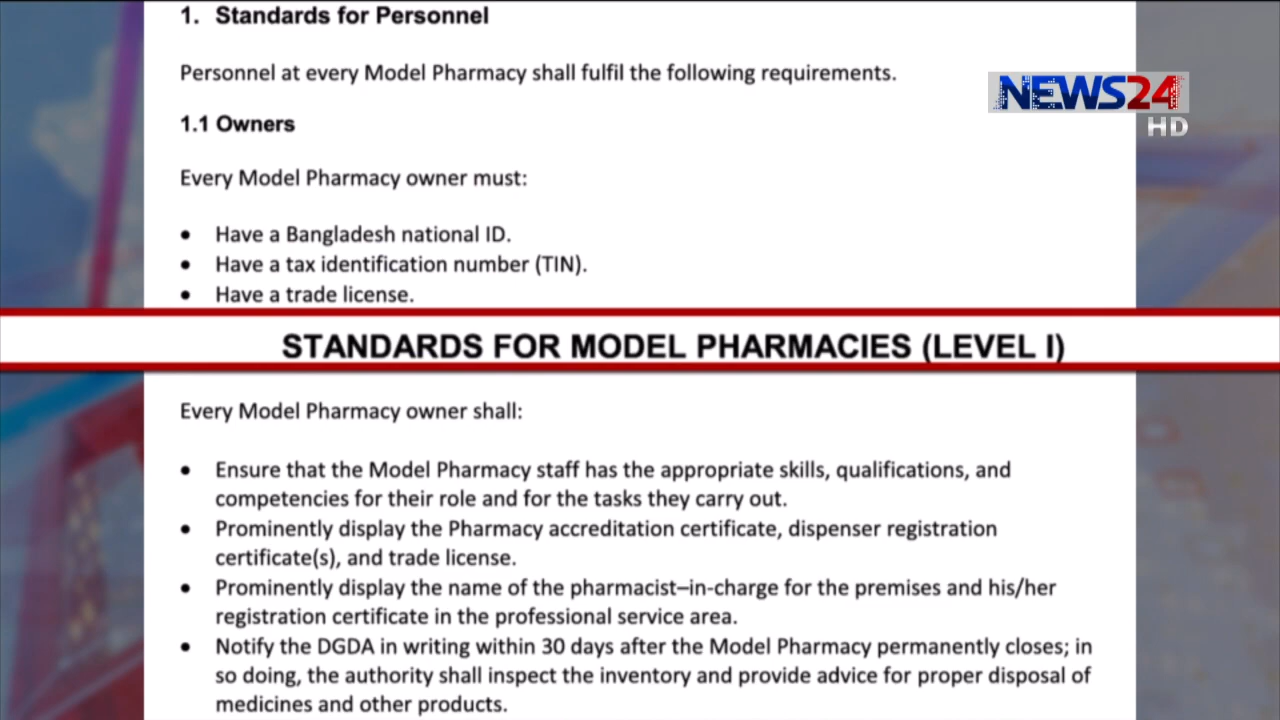 1. Standards for Personnel
Personnel at every Model Pharmacy shall fulfil the following requirements.
NEWS24
HD
1.1 Owners
Every Model Pharmacy owner must:
• Have a Bangladesh national ID.
• Have a tax identification number (TIN).
• Have a trade license.
STANDARDS FOR MODEL PHARMACIES (LEVEL I)
Every Model Pharmacy owner shall:
• Ensure that the Model Pharmacy staff has the appropriate skills, qualifications, and
competencies for their role and for the tasks they carry out.
• Prominently display the Pharmacy accreditation certificate, dispenser registration
certificate(s), and trade license.
• Prominently display the name of the pharmacist–in-charge for the premises and his/her
registration certificate in the professional service area.
• Notify the DGDA in writing within 30 days after the Model Pharmacy permanently closes; in
so doing, the authority shall inspect the inventory and provide advice for proper disposal of
medicines and other products.